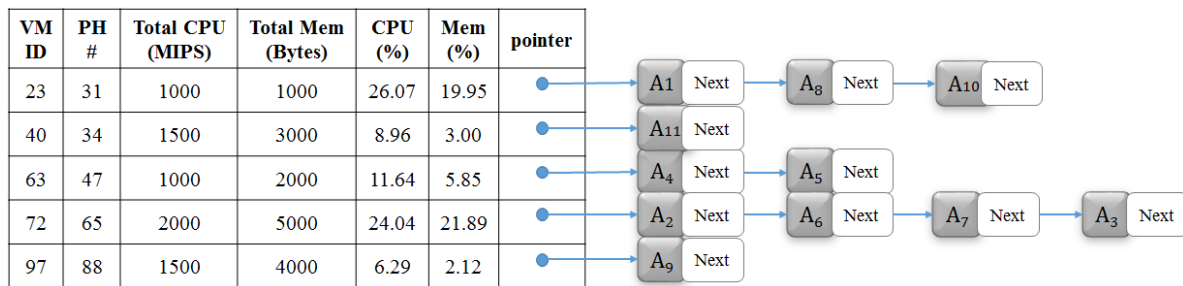 VM ID PH # Total CPU (MIPS) Total Mem (Bytes) CPU (%) Mem (%) pointer
23 31 1000 1000 26.07 19.95 A1 Next A8 Next A10 Next
40 34 1500 3000 8.96 3.00 A11 Next
63 47 1000 2000 11.64 5.85 A4 Next A5 Next
72 65 2000 5000 24.04 21.89 A2 Next A6 Next A7 Next A3 Next
97 88 1500 4000 6.29 2.12 A9 Next